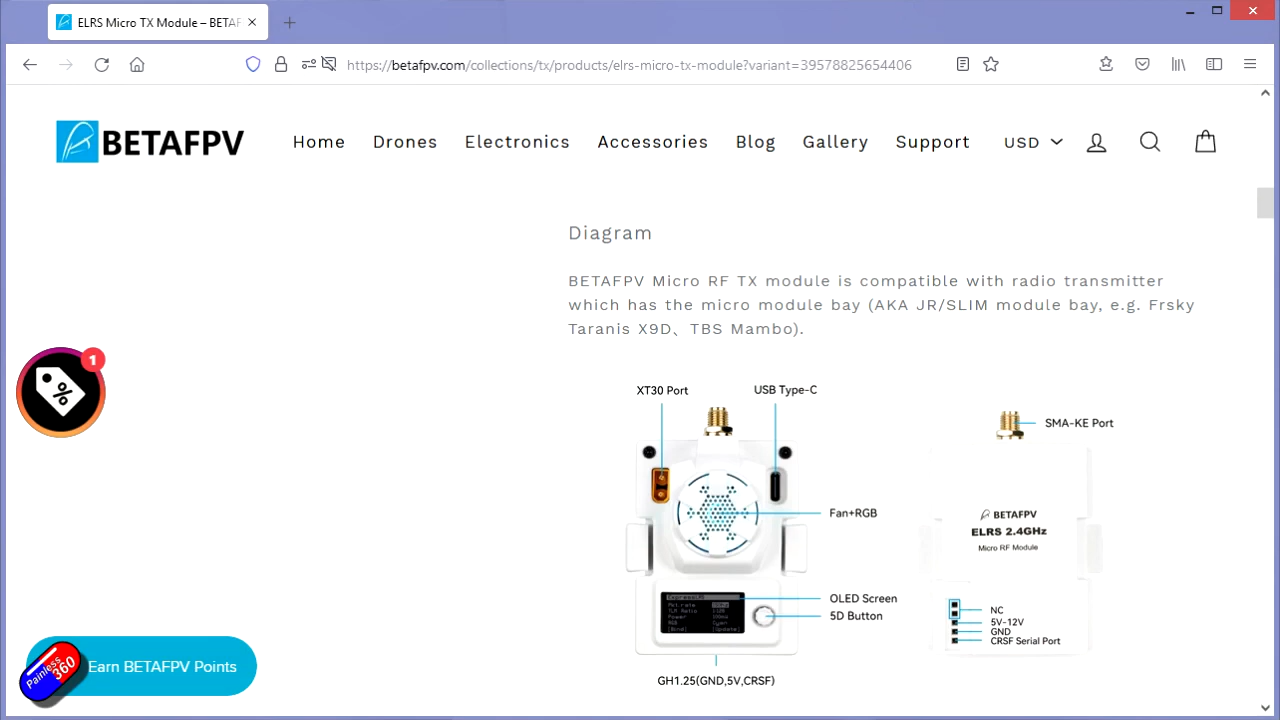 ELRS Micro TX Module – BETAF
https://betafpv.com/collections/tx/products/elrs-micro-tx-module?variant=39578825654406
BETAFPV
Home Drones Electronics Accessories Blog Gallery Support USD
Diagram
BETAFPV Micro RF TX module is compatible with radio transmitter
which has the micro module bay (AKA JR/SLIM module bay, e.g. Frsky
Taranis X9D、TBS Mambo).
1
%
XT30 Port
USB Type-C
SMA-KE Port
Fan+RGB
BETAFPV
ELRS 2.4GHz
Micro RF Module
OLED Screen
5D Button
ExpressLRS
Power
NC
5V-12V
GND
CRSF Serial Port
GH1.25(GND,5V,CRSF)
Painless360
Earn BETAFPV Points